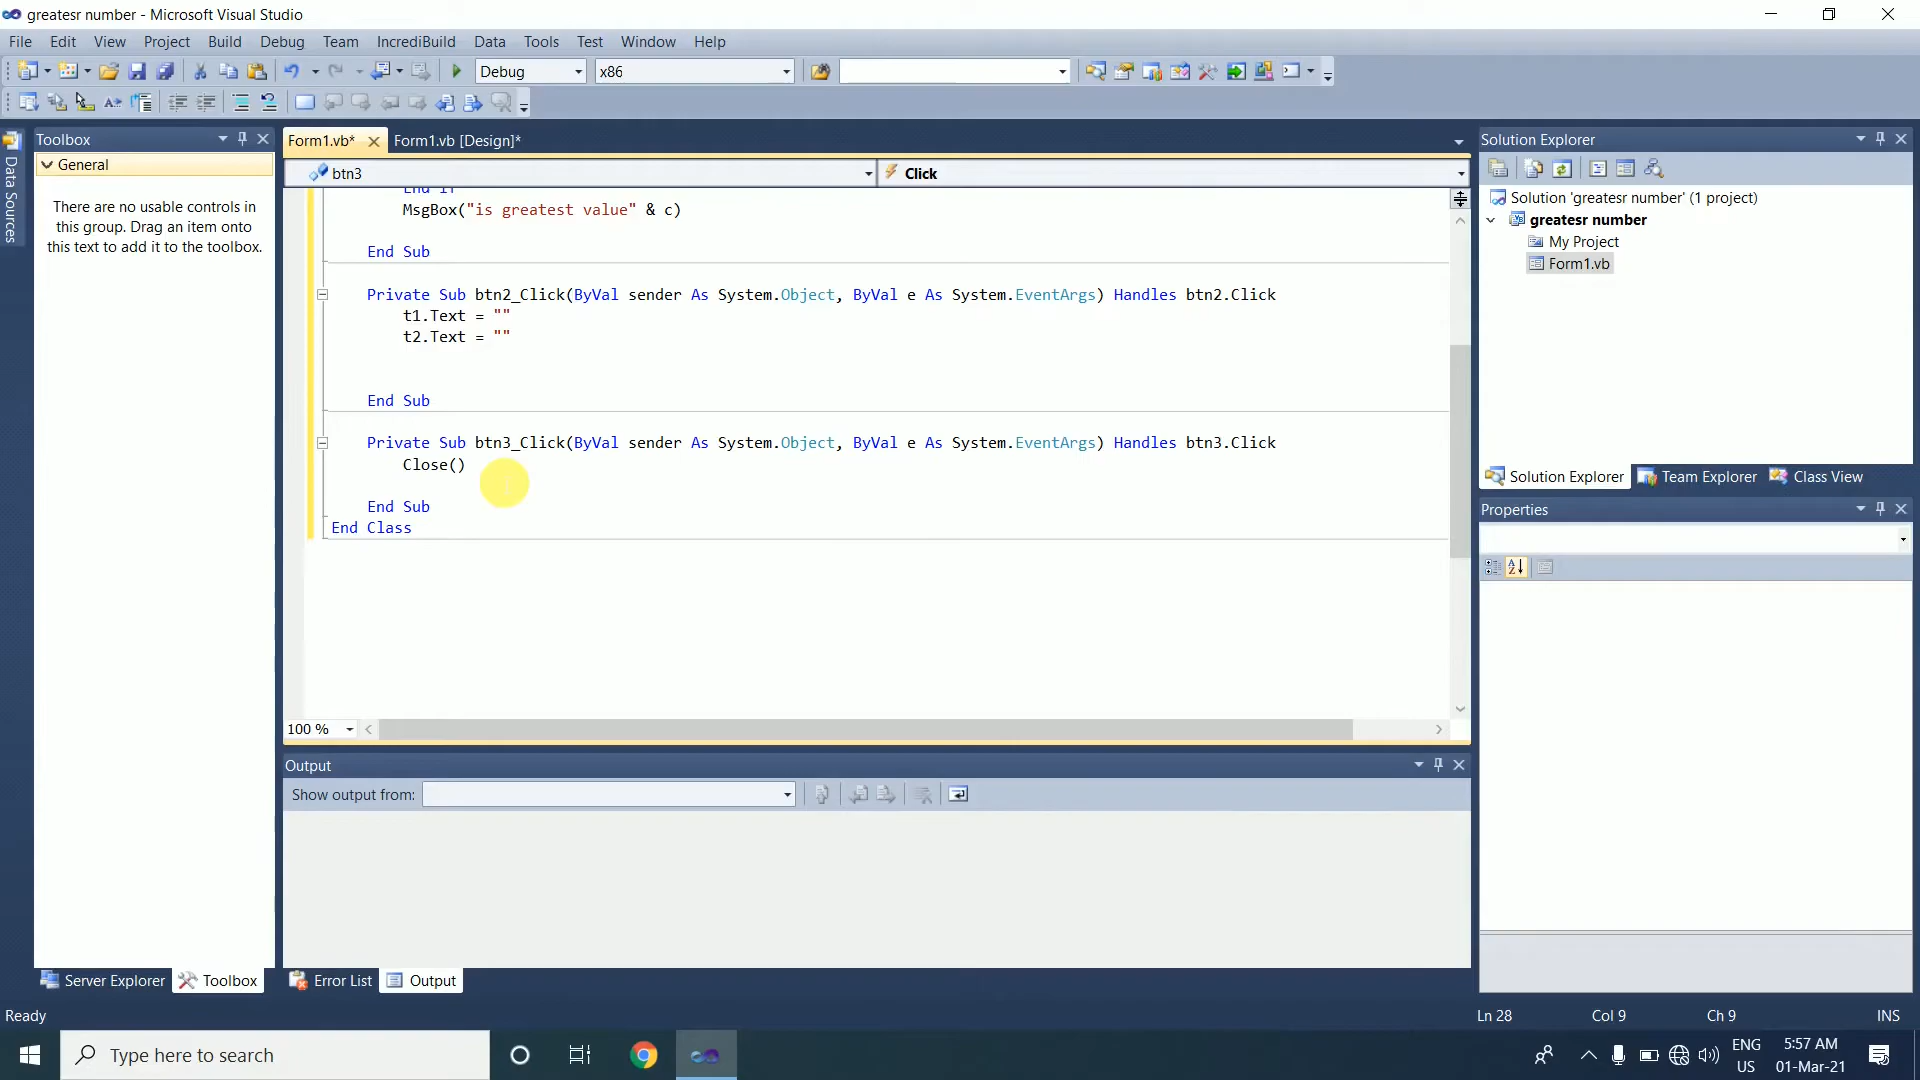 greatesr number - Microsoft Visual Studio
File Edit View Project Build Debug Team IncrediBuild Data Tools Test Window Help
Debug x86
Toolbox
General
There are no usable controls in
this group. Drag an item onto
this text to add it to the toolbox.
Data Sources
Form1.vb* Form1.vb [Design]*
btn3 Click
End If
MsgBox("is greatest value" & c)
End Sub
Private Sub btn2_Click(ByVal sender As System.Object, ByVal e As System.EventArgs) Handles btn2.Click
t1.Text = ""
t2.Text = ""
End Sub
Private Sub btn3_Click(ByVal sender As System.Object, ByVal e As System.EventArgs) Handles btn3.Click
Close()
End Sub
End Class
100 %
Output
Show output from:
Solution Explorer
Solution 'greatesr number' (1 project)
greatesr number
My Project
Form1.vb
Solution Explorer Team Explorer Class View
Properties
Server Explorer Toolbox Error List Output
Ready Ln 28 Col 9 Ch 9 INS
Type here to search
ENG
US
5:57 AM
01-Mar-21